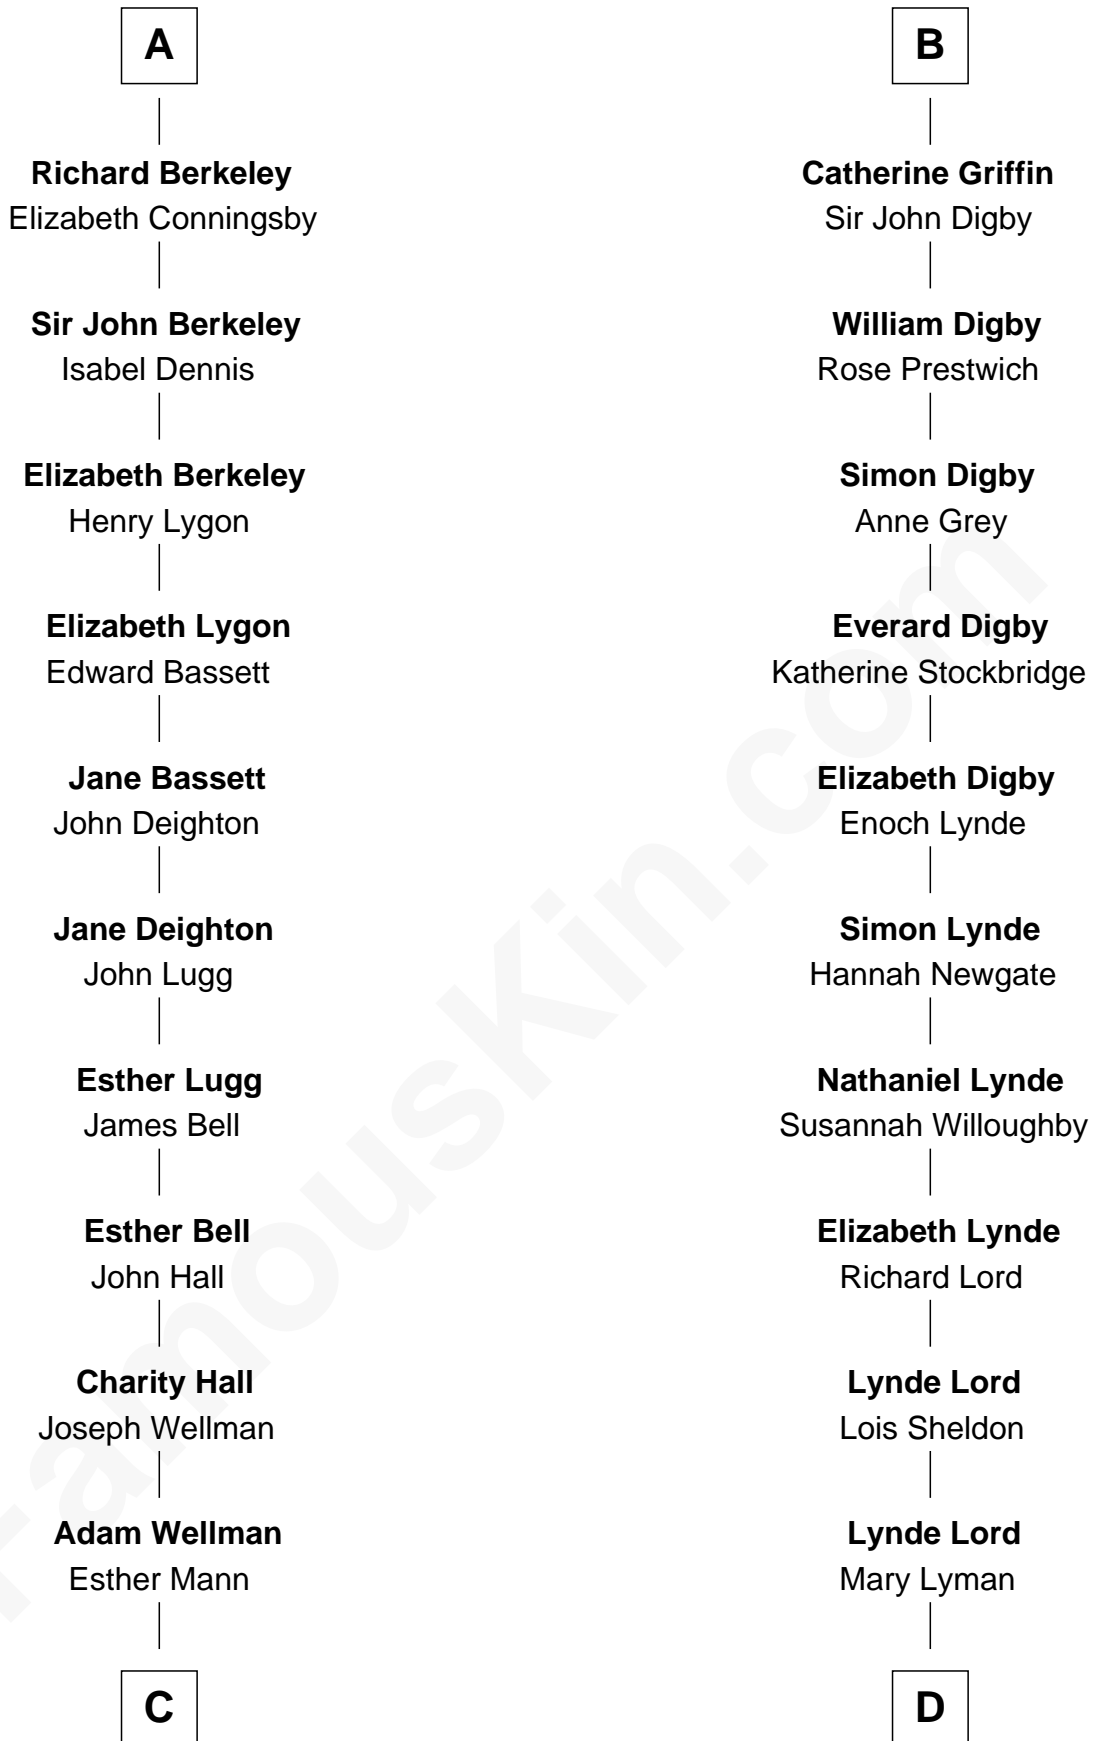 A
Richard Berkeley
Elizabeth Conningsby
Sir John Berkeley
Isabel Dennis
Elizabeth Berkeley
Henry Lygon
Elizabeth Lygon
Edward Bassett
Jane Bassett
John Deighton
Jane Deighton
John Lugg
Esther Lugg
James Bell
Esther Bell
John Hall
Charity Hall
Joseph Wellman
Adam Wellman
Esther Mann
C
B
Catherine Griffin
Sir John Digby
William Digby
Rose Prestwich
Simon Digby
Anne Grey
Everard Digby
Katherine Stockbridge
Elizabeth Digby
Enoch Lynde
Simon Lynde
Hannah Newgate
Nathaniel Lynde
Susannah Willoughby
Elizabeth Lynde
Richard Lord
Lynde Lord
Lois Sheldon
Lynde Lord
Mary Lyman
D
FamousKin.com